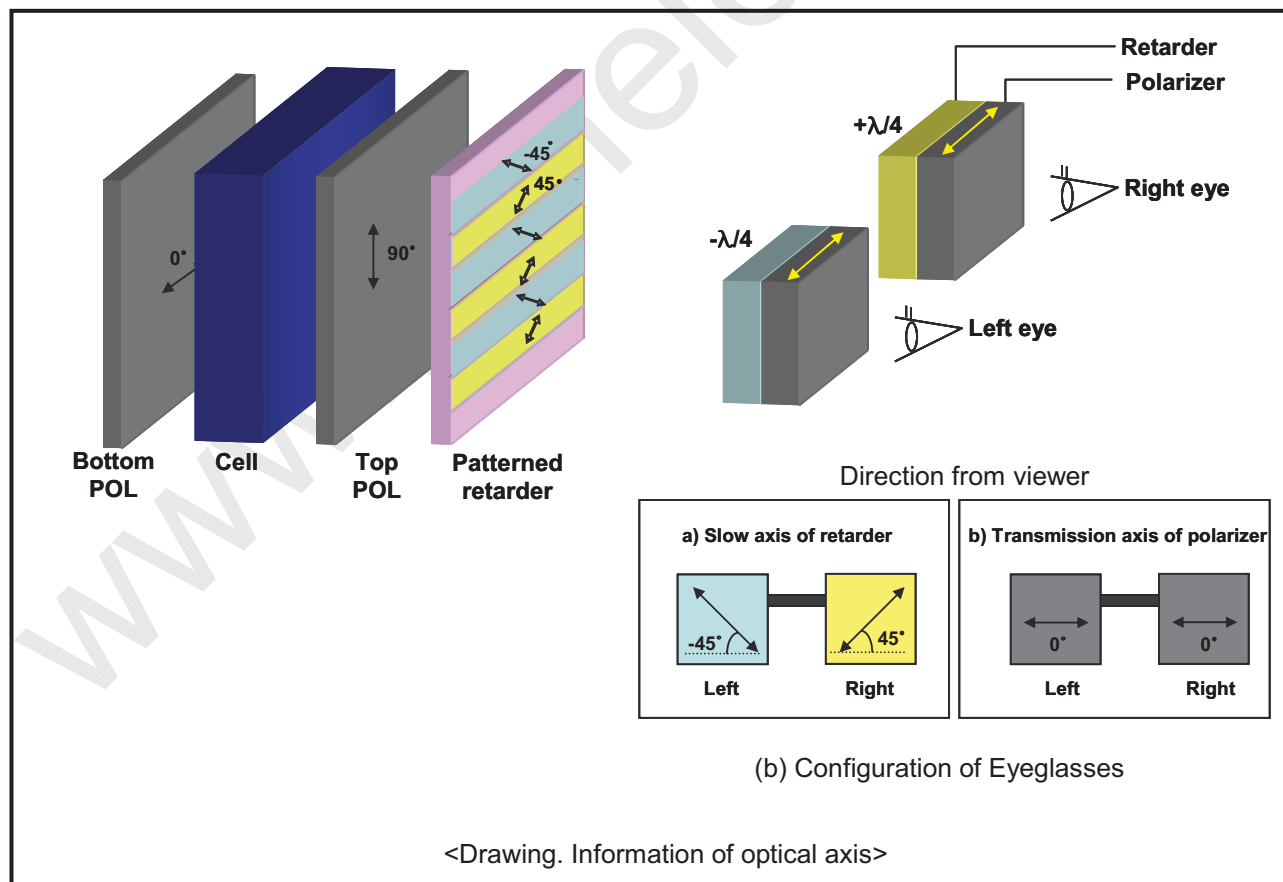 Retarder
Polarizer
+λ/4
-45°
45°
Right eye
0°
90°
-λ/4
Left eye
Bottom
POL
Cell
Top
POL
Patterned
retarder
Direction from viewer
a) Slow axis of retarder
-45°
45°
Left
Right
b) Transmission axis of polarizer
0°
0°
Left
Right
(b) Configuration of Eyeglasses
<Drawing. Information of optical axis>